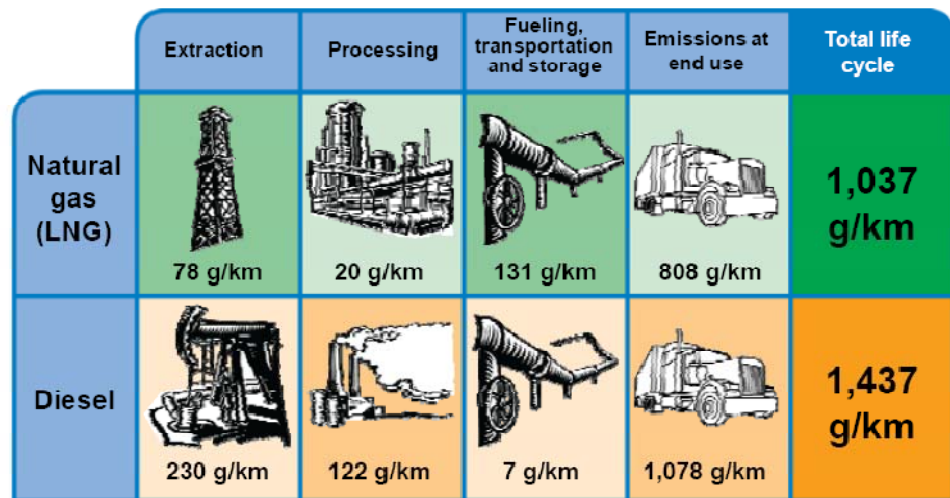 Extraction
Processing
Fueling,
transportation
and storage
Emissions at
end use
Total life
cycle
Natural
gas
(LNG)
78 g/km
20 g/km
131 g/km
808 g/km
1,037
g/km
Diesel
230 g/km
122 g/km
7 g/km
1,078 g/km
1,437
g/km